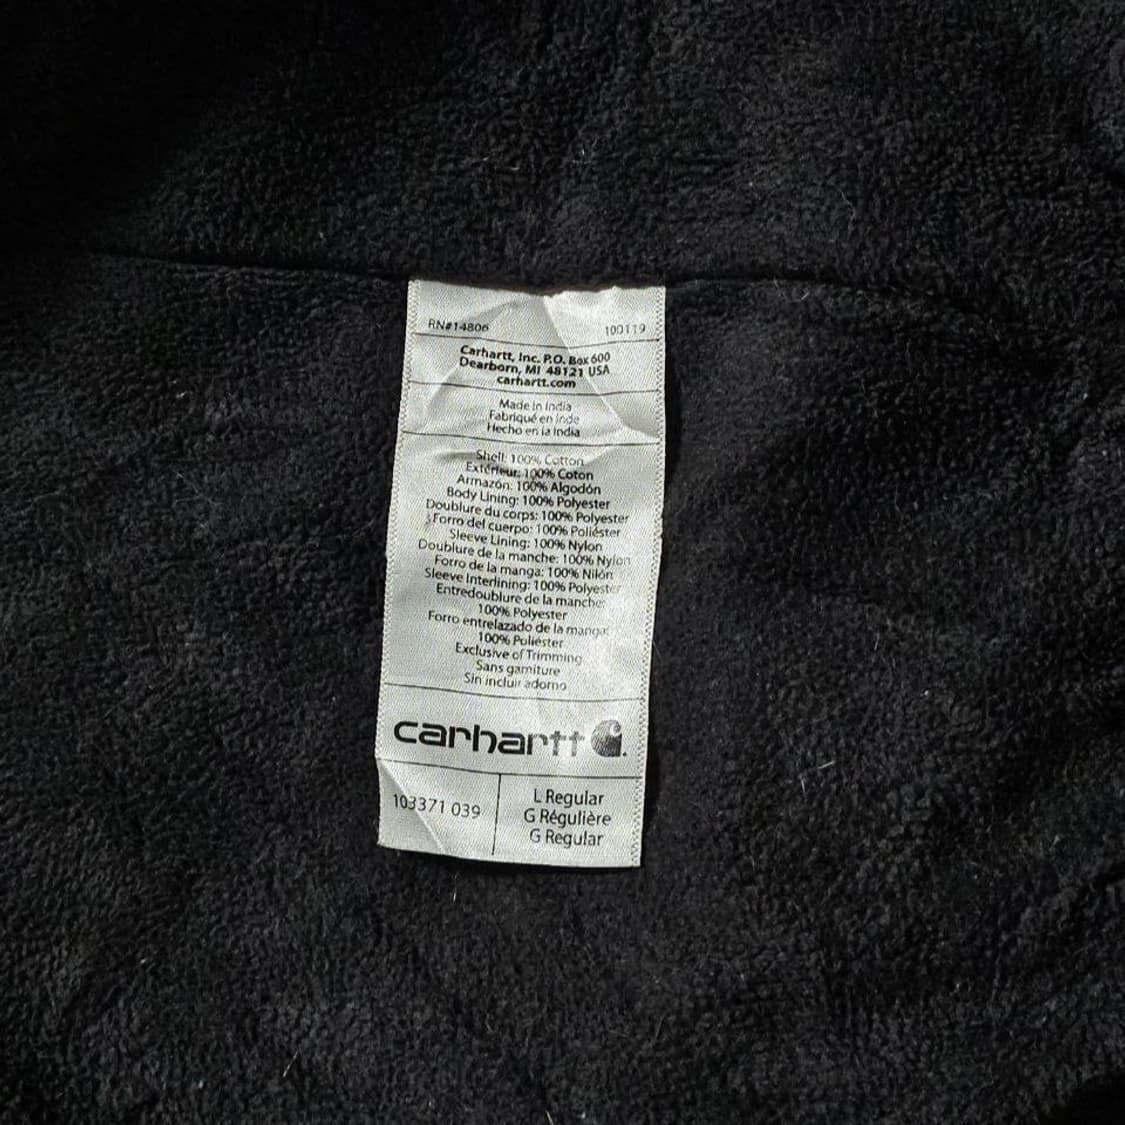 RN#14806 100119
Carhartt, Inc. P.O. Box 600
Dearborn, MI 48121 USA
carhartt.com
Made in India
Fabriqué en Inde
Hecho en la India
Shell: 100% Cotton
Extérieur: 100% Coton
Armazón: 100% Algodón
Body Lining: 100% Polyester
Doublure du corps: 100% Polyester
Forro del cuerpo: 100% Poliéster
Sleeve Lining: 100% Nylon
Doublure de la manche: 100% Nylon
Forro de la manga: 100% Nilón
Sleeve Interlining: 100% Polyester
Entredoublure de la manche:
100% Polyester
Forro entrelazado de la manga:
100% Poliéster
Exclusive of Trimming
Sans garniture
Sin incluir adorno
carhartt
103371 039
L Regular
G Régulière
G Regular